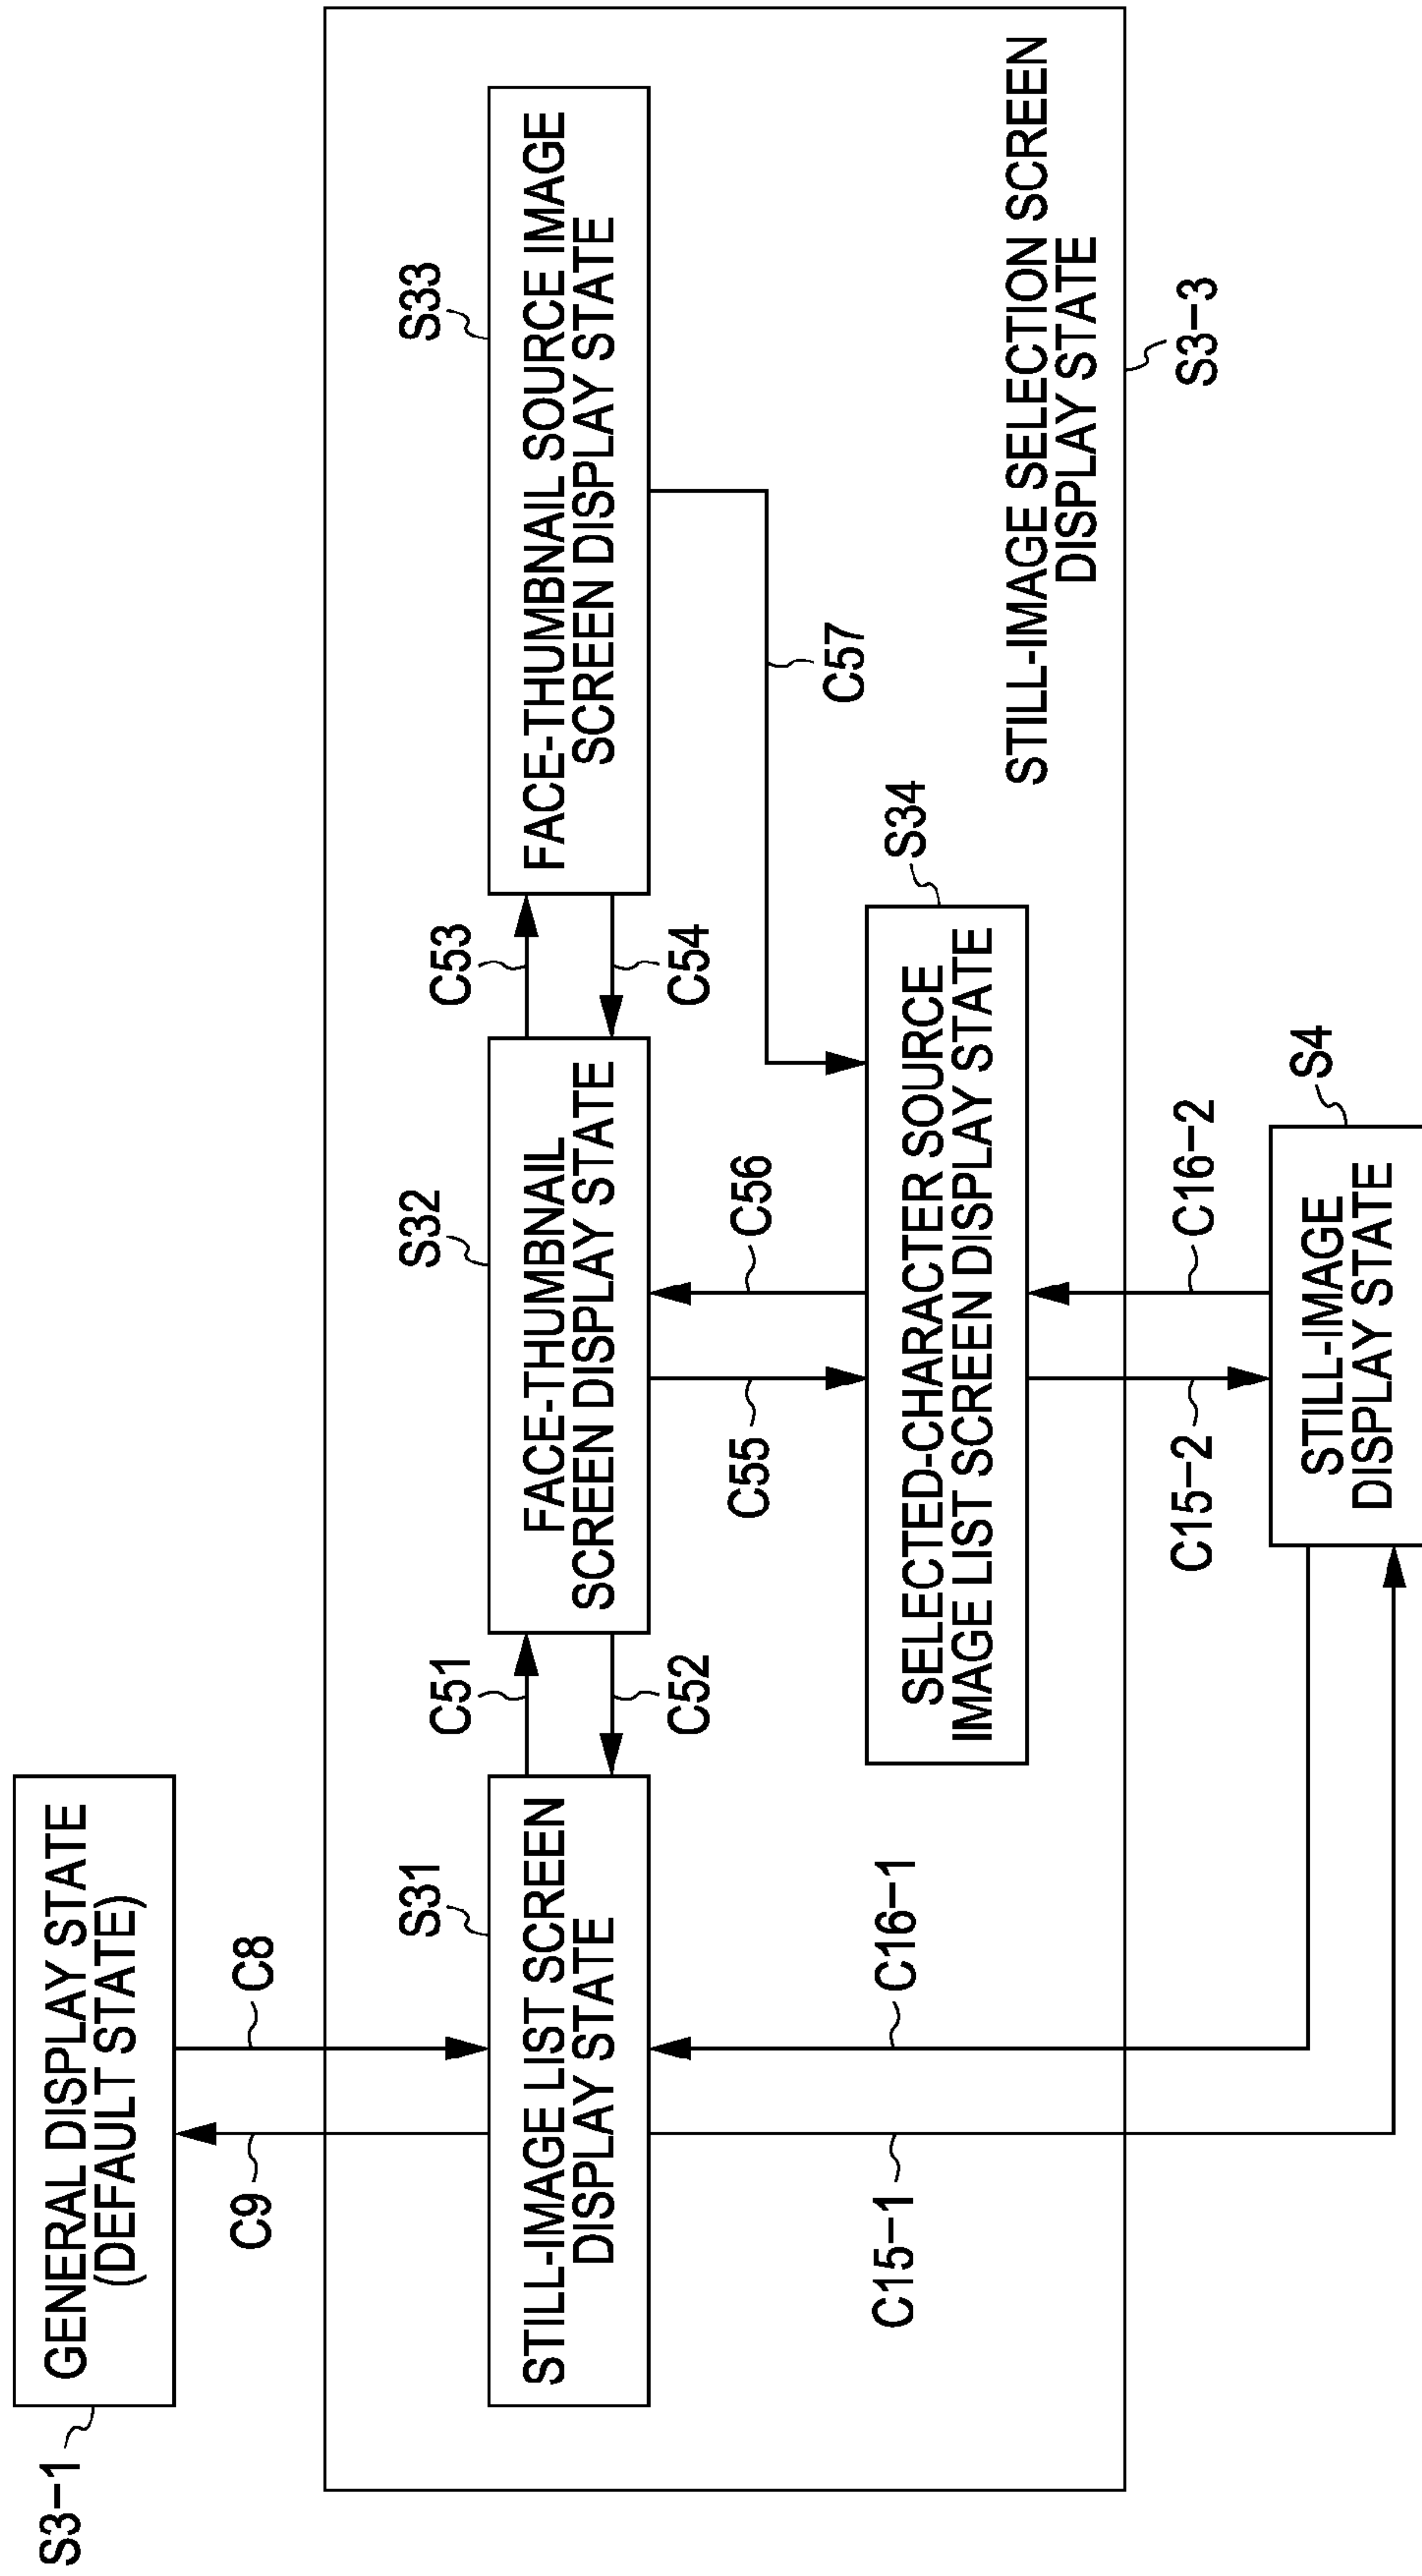 S3-1
GENERAL DISPLAY STATE
(DEFAULT STATE)
C9
C8
S31
STILL-IMAGE LIST SCREEN
DISPLAY STATE
C51
C52
S32
FACE-THUMBNAIL
SCREEN DISPLAY STATE
C53
C54
S33
FACE-THUMBNAIL SOURCE IMAGE
SCREEN DISPLAY STATE
C55
C56
C57
S34
SELECTED-CHARACTER SOURCE
IMAGE LIST SCREEN DISPLAY STATE
C15-1
C16-1
STILL-IMAGE SELECTION SCREEN
DISPLAY STATE
S3-3
C15-2
C16-2
S4
STILL-IMAGE
DISPLAY STATE